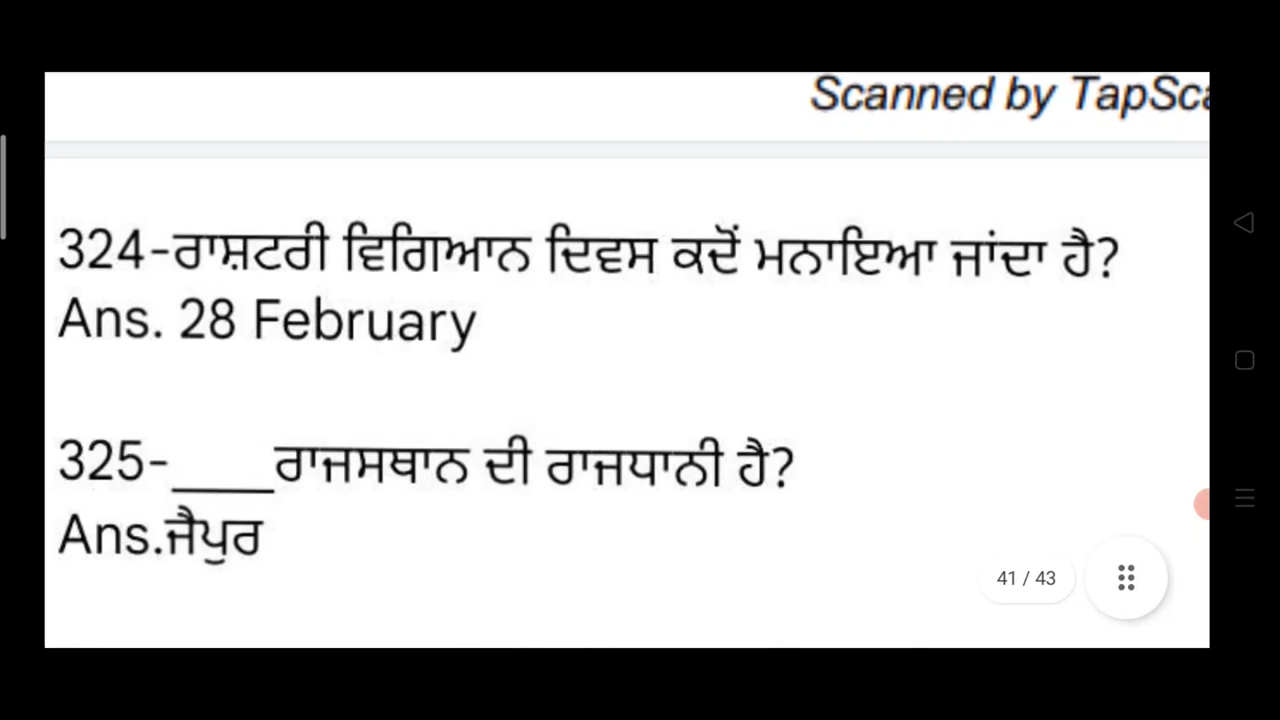 Scanned by TapSca
324-ਰਾਸ਼ਟਰੀ ਵਿਗਿਆਨ ਦਿਵਸ ਕਦੋਂ ਮਨਾਇਆ ਜਾਂਦਾ ਹੈ?
Ans. 28 February
325-____ਰਾਜਸਥਾਨ ਦੀ ਰਾਜਧਾਨੀ ਹੈ?
Ans.ਜੈਪੁਰ
41 / 43